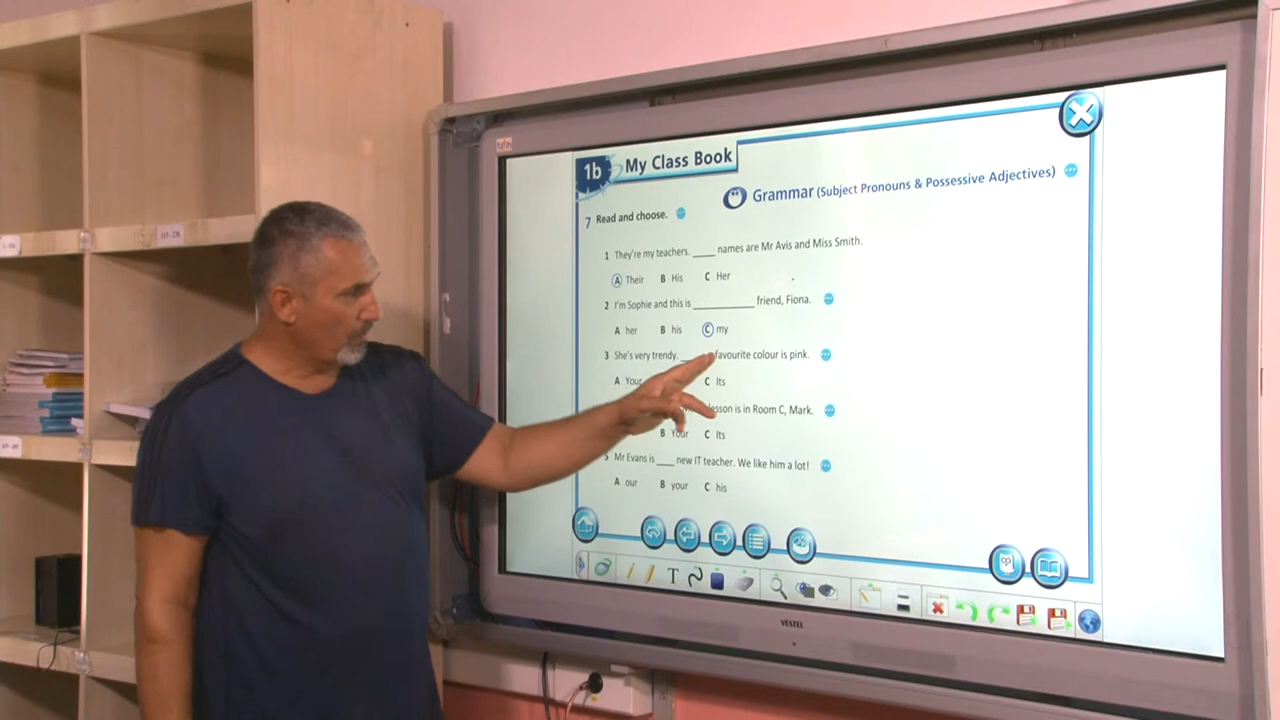 1b My Class Book
Grammar (Subject Pronouns & Possessive Adjectives)
7 Read and choose.
1 They're my teachers. ____ names are Mr Avis and Miss Smith.
A Their B His C Her
2 I'm Sophie and this is ___________ friend, Fiona.
A her B his C my
3 She's very trendy. favourite colour is pink.
A Your C Its
lesson is in Room C, Mark.
B Your C Its
5 Mr Evans is ___ new IT teacher. We like him a lot!
A our B your C his
T
VESTEL